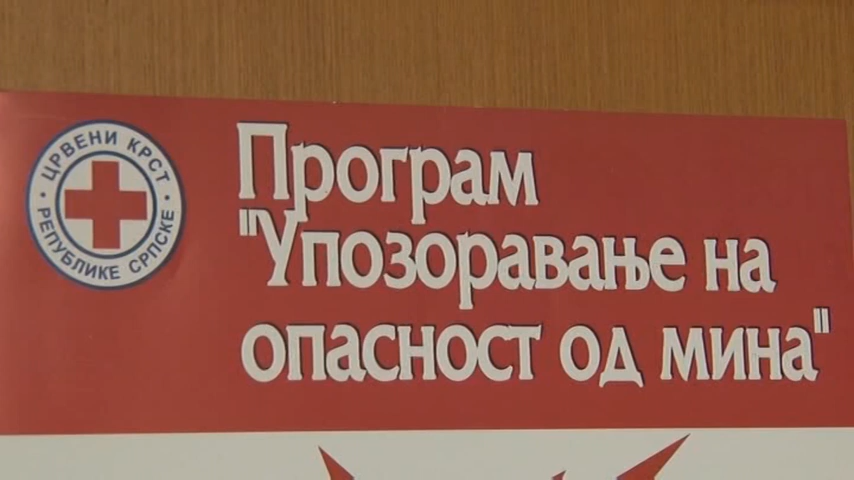 ЦРВЕНИ КРСТ
РЕПУБЛИКЕ СРПСКЕ
Програм
"Упозоравање на
опасност од мина"